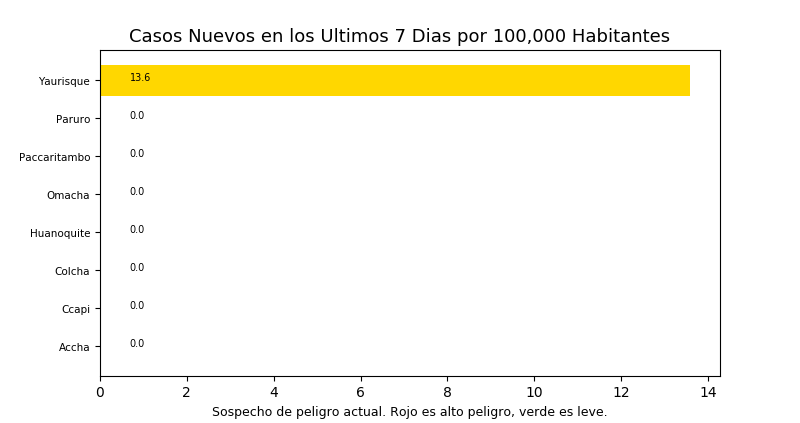 Casos Nuevos en los Ultimos 7 Dias por 100,000 Habitantes
Yaurisque 13.6
Paruro 0.0
Paccaritambo 0.0
Omacha 0.0
Huanoquite 0.0
Colcha 0.0
Ccapi 0.0
Accha 0.0
0 2 4 6 8 10 12 14
Sospecho de peligro actual. Rojo es alto peligro, verde es leve.